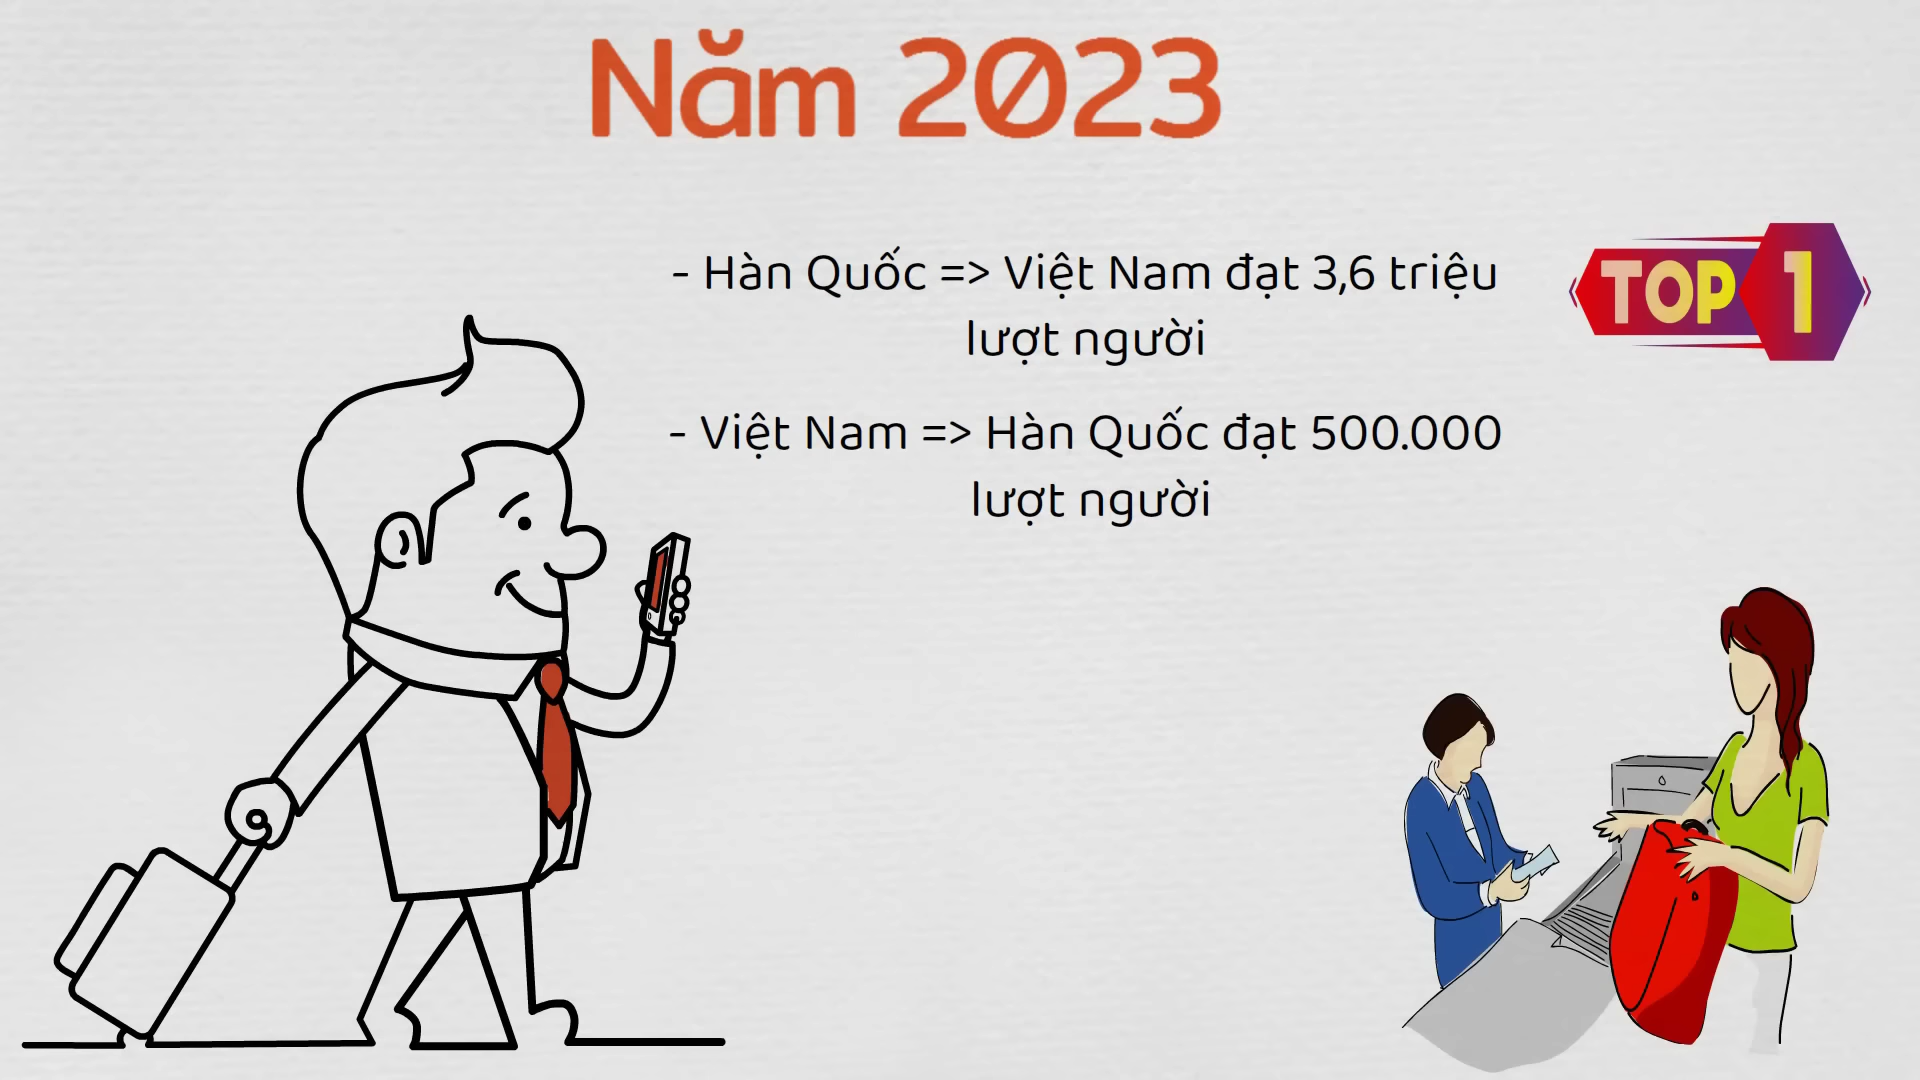 Năm 2023
- Hàn Quốc => Việt Nam đạt 3,6 triệu
lượt người
TOP 1
- Việt Nam => Hàn Quốc đạt 500.000
lượt người